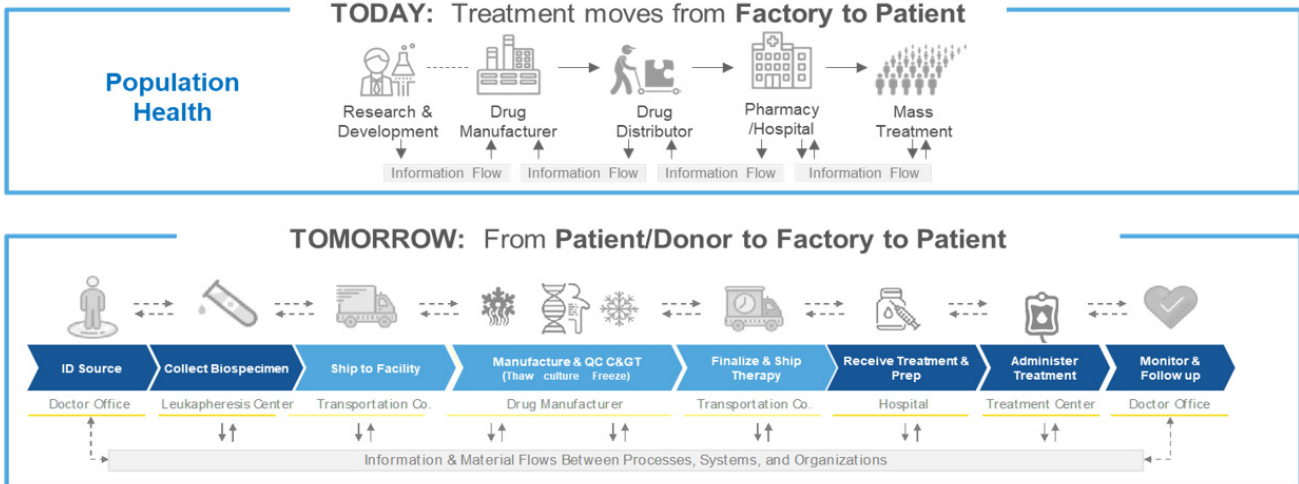 TODAY: Treatment moves from Factory to Patient
Population
Health
Research &
Development
Drug
Manufacturer
Drug
Distributor
Pharmacy
/Hospital
Mass
Treatment
Information Flow
Information Flow
Information Flow
Information Flow
TOMORROW: From Patient/Donor to Factory to Patient
ID Source
Collect Biospecimen
Ship to Facility
Manufacture & QC C&GT
(Thaw culture Freeze)
Finalize & Ship
Therapy
Receive Treatment &
Prep
Administer
Treatment
Monitor &
Follow up
Doctor Office
Leukapheresis Center
Transportation Co.
Drug Manufacturer
Transportation Co.
Hospital
Treatment Center
Doctor Office
Information & Material Flows Between Processes, Systems, and Organizations